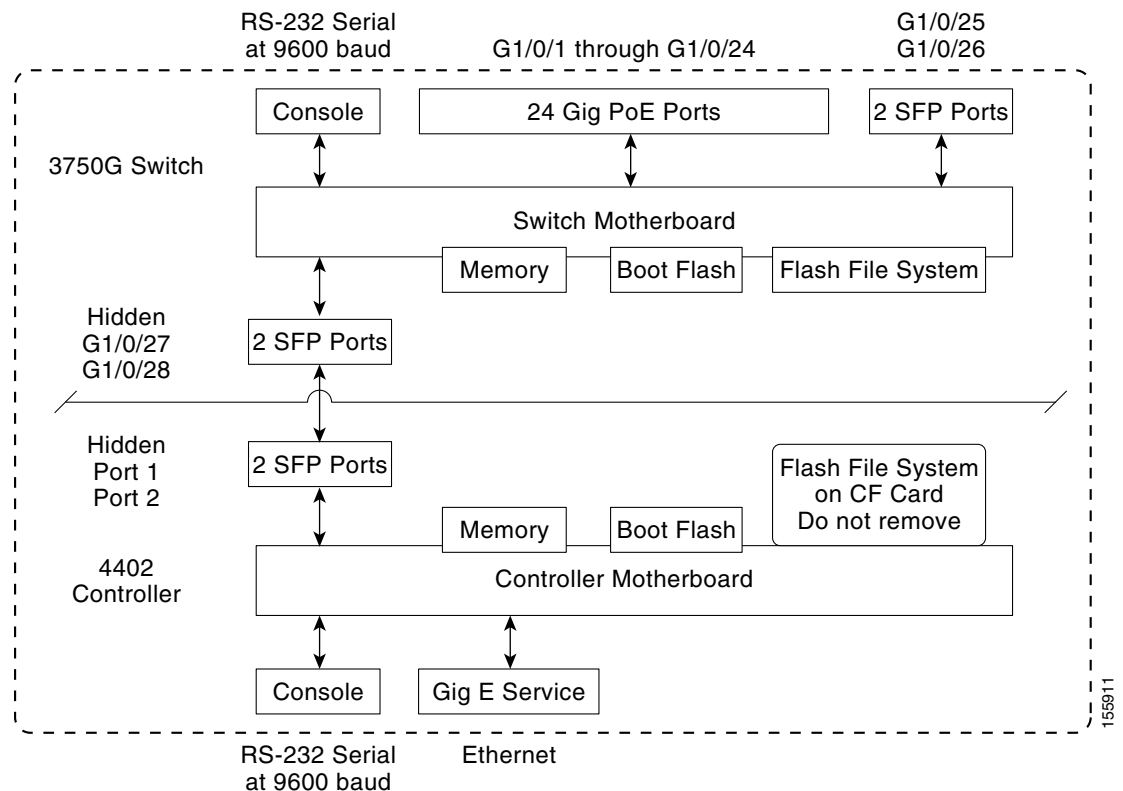 RS-232 Serial
at 9600 baud
G1/0/1 through G1/0/24
G1/0/25
G1/0/26
Console
24 Gig PoE Ports
2 SFP Ports
3750G Switch
Switch Motherboard
Memory
Boot Flash
Flash File System
Hidden
G1/0/27
G1/0/28
2 SFP Ports
Hidden
Port 1
Port 2
2 SFP Ports
Flash File System
on CF Card
Do not remove
Memory
Boot Flash
4402
Controller
Controller Motherboard
Console
Gig E Service
155911
RS-232 Serial
at 9600 baud
Ethernet